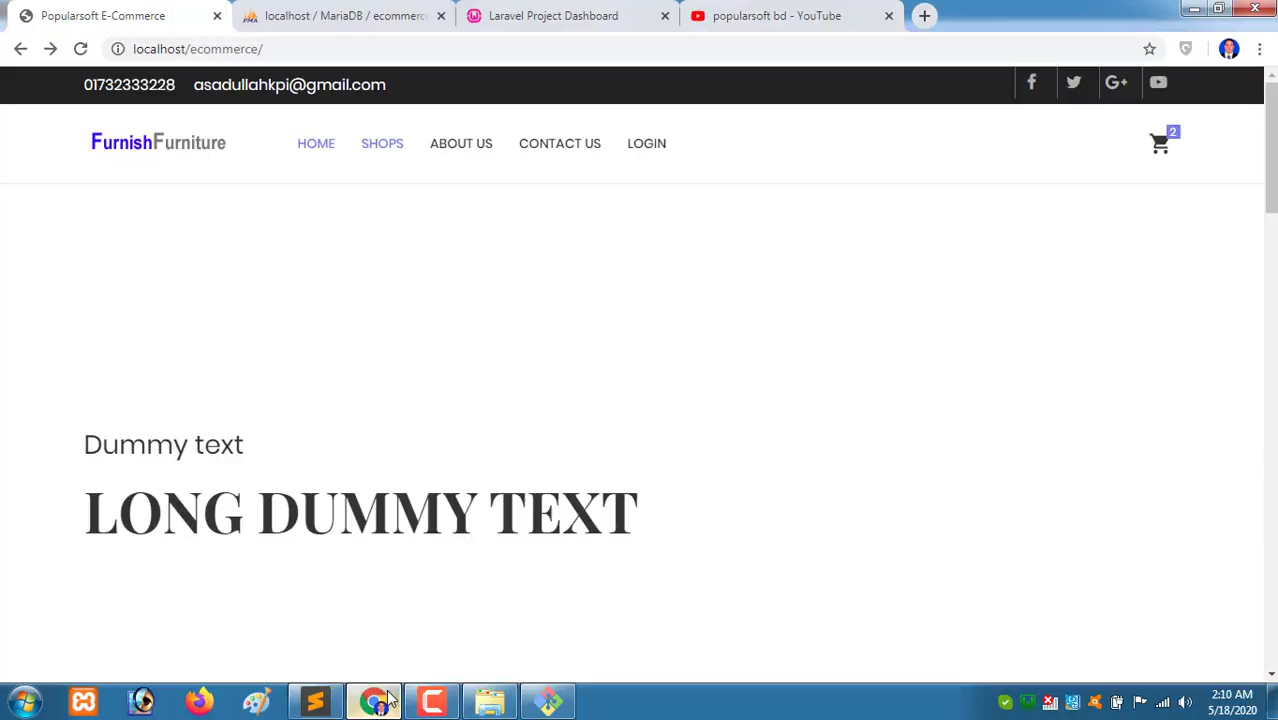 Popularsoft E-Commerce
localhost / MariaDB / ecommerc
Laravel Project Dashboard
popularsoft bd - YouTube
localhost/ecommerce/
01732333228 asadullahkpi@gmail.com
G+
FurnishFurniture
HOME SHOPS ABOUT US CONTACT US LOGIN
2
Dummy text
LONG DUMMY TEXT
2:10 AM
5/18/2020